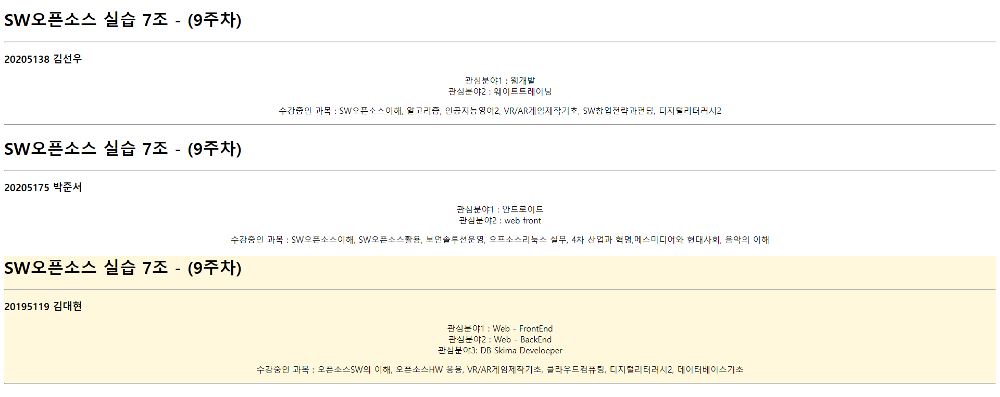 SW오픈소스 실습 7조 - (9주차)
20205138 김선우
관심분야1 : 웹개발
관심분야2 : 웨이트트레이닝
수강중인 과목 : SW오픈소스이해, 알고리즘, 인공지능영어2, VR/AR게임제작기초, SW창업전략과펀딩, 디지털리터러시2
SW오픈소스 실습 7조 - (9주차)
20205175 박준서
관심분야1 : 안드로이드
관심분야2 : web front
수강중인 과목 : SW오픈소스이해, SW오픈소스활용, 보언솔루션운영, 오프소스리눅스 실무, 4차 산업과 혁명,메스미디어와 현대사회, 음악의 이해
SW오픈소스 실습 7조 - (9주차)
20195119 김대현
관심분야1 : Web - FrontEnd
관심분야2 : Web - BackEnd
관심분야3: DB Skima Develoeper
수강중인 과목 : 오픈소스SW의 이해, 오픈소스HW 응용, VR/AR게임제작기초, 클라우드컴퓨팅, 디지털리터러시2, 데이터베이스기초